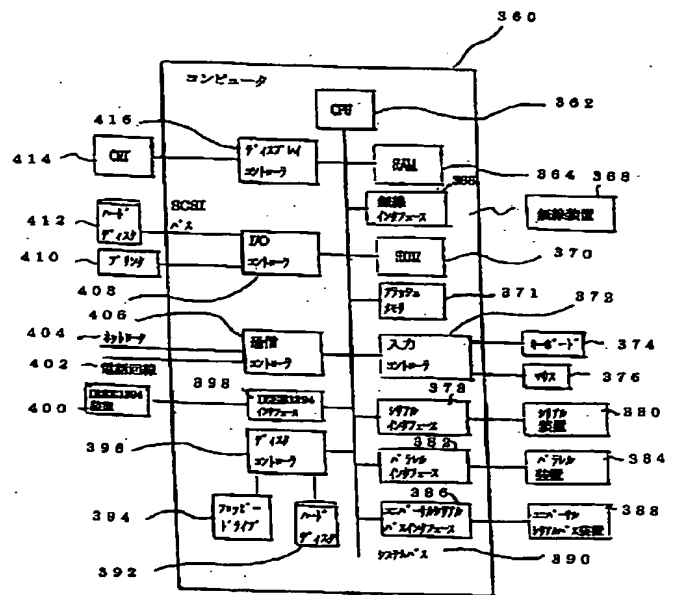 360
コンピュータ
CPU
362
416
414
CRT
ディスプレイ
コントローラ
RAM
364
366
368
無線
インタフェース
無線装置
412
ハード
ディスク
SCSI
バス
410
プリンタ
I/O
コントローラ
ROM
370
408
フラッシュ
メモリ
371
372
406
404
ネットワーク
402
電話回線
通信
コントローラ
入力
コントローラ
キーボード
374
マウス
376
400
IEEE1394
装置
398
IEEE1394
インタフェース
378
シリアル
インタフェース
シリアル
装置
380
396
ディスク
コントローラ
382
パラレル
インタフェース
パラレル
装置
384
386
ユニバーサルシリアル
バスインタフェース
ユニバーサル
シリアルバス装置
388
394
フロッピー
ドライブ
ハード
ディスク
392
システムバス
390